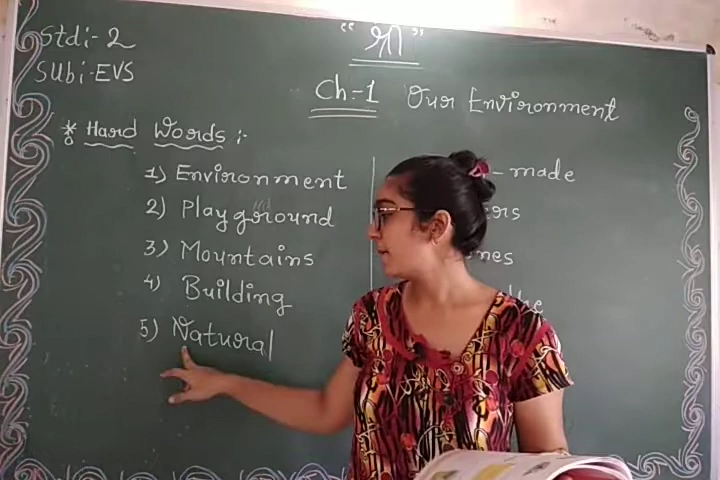 Std:- 2
Sub:-EVS
"श्री"
Ch:-1 Our Environment
* Hard Words :-
1) Environment
2) Playground
3) Mountains
4) Building
5) Natural
- made